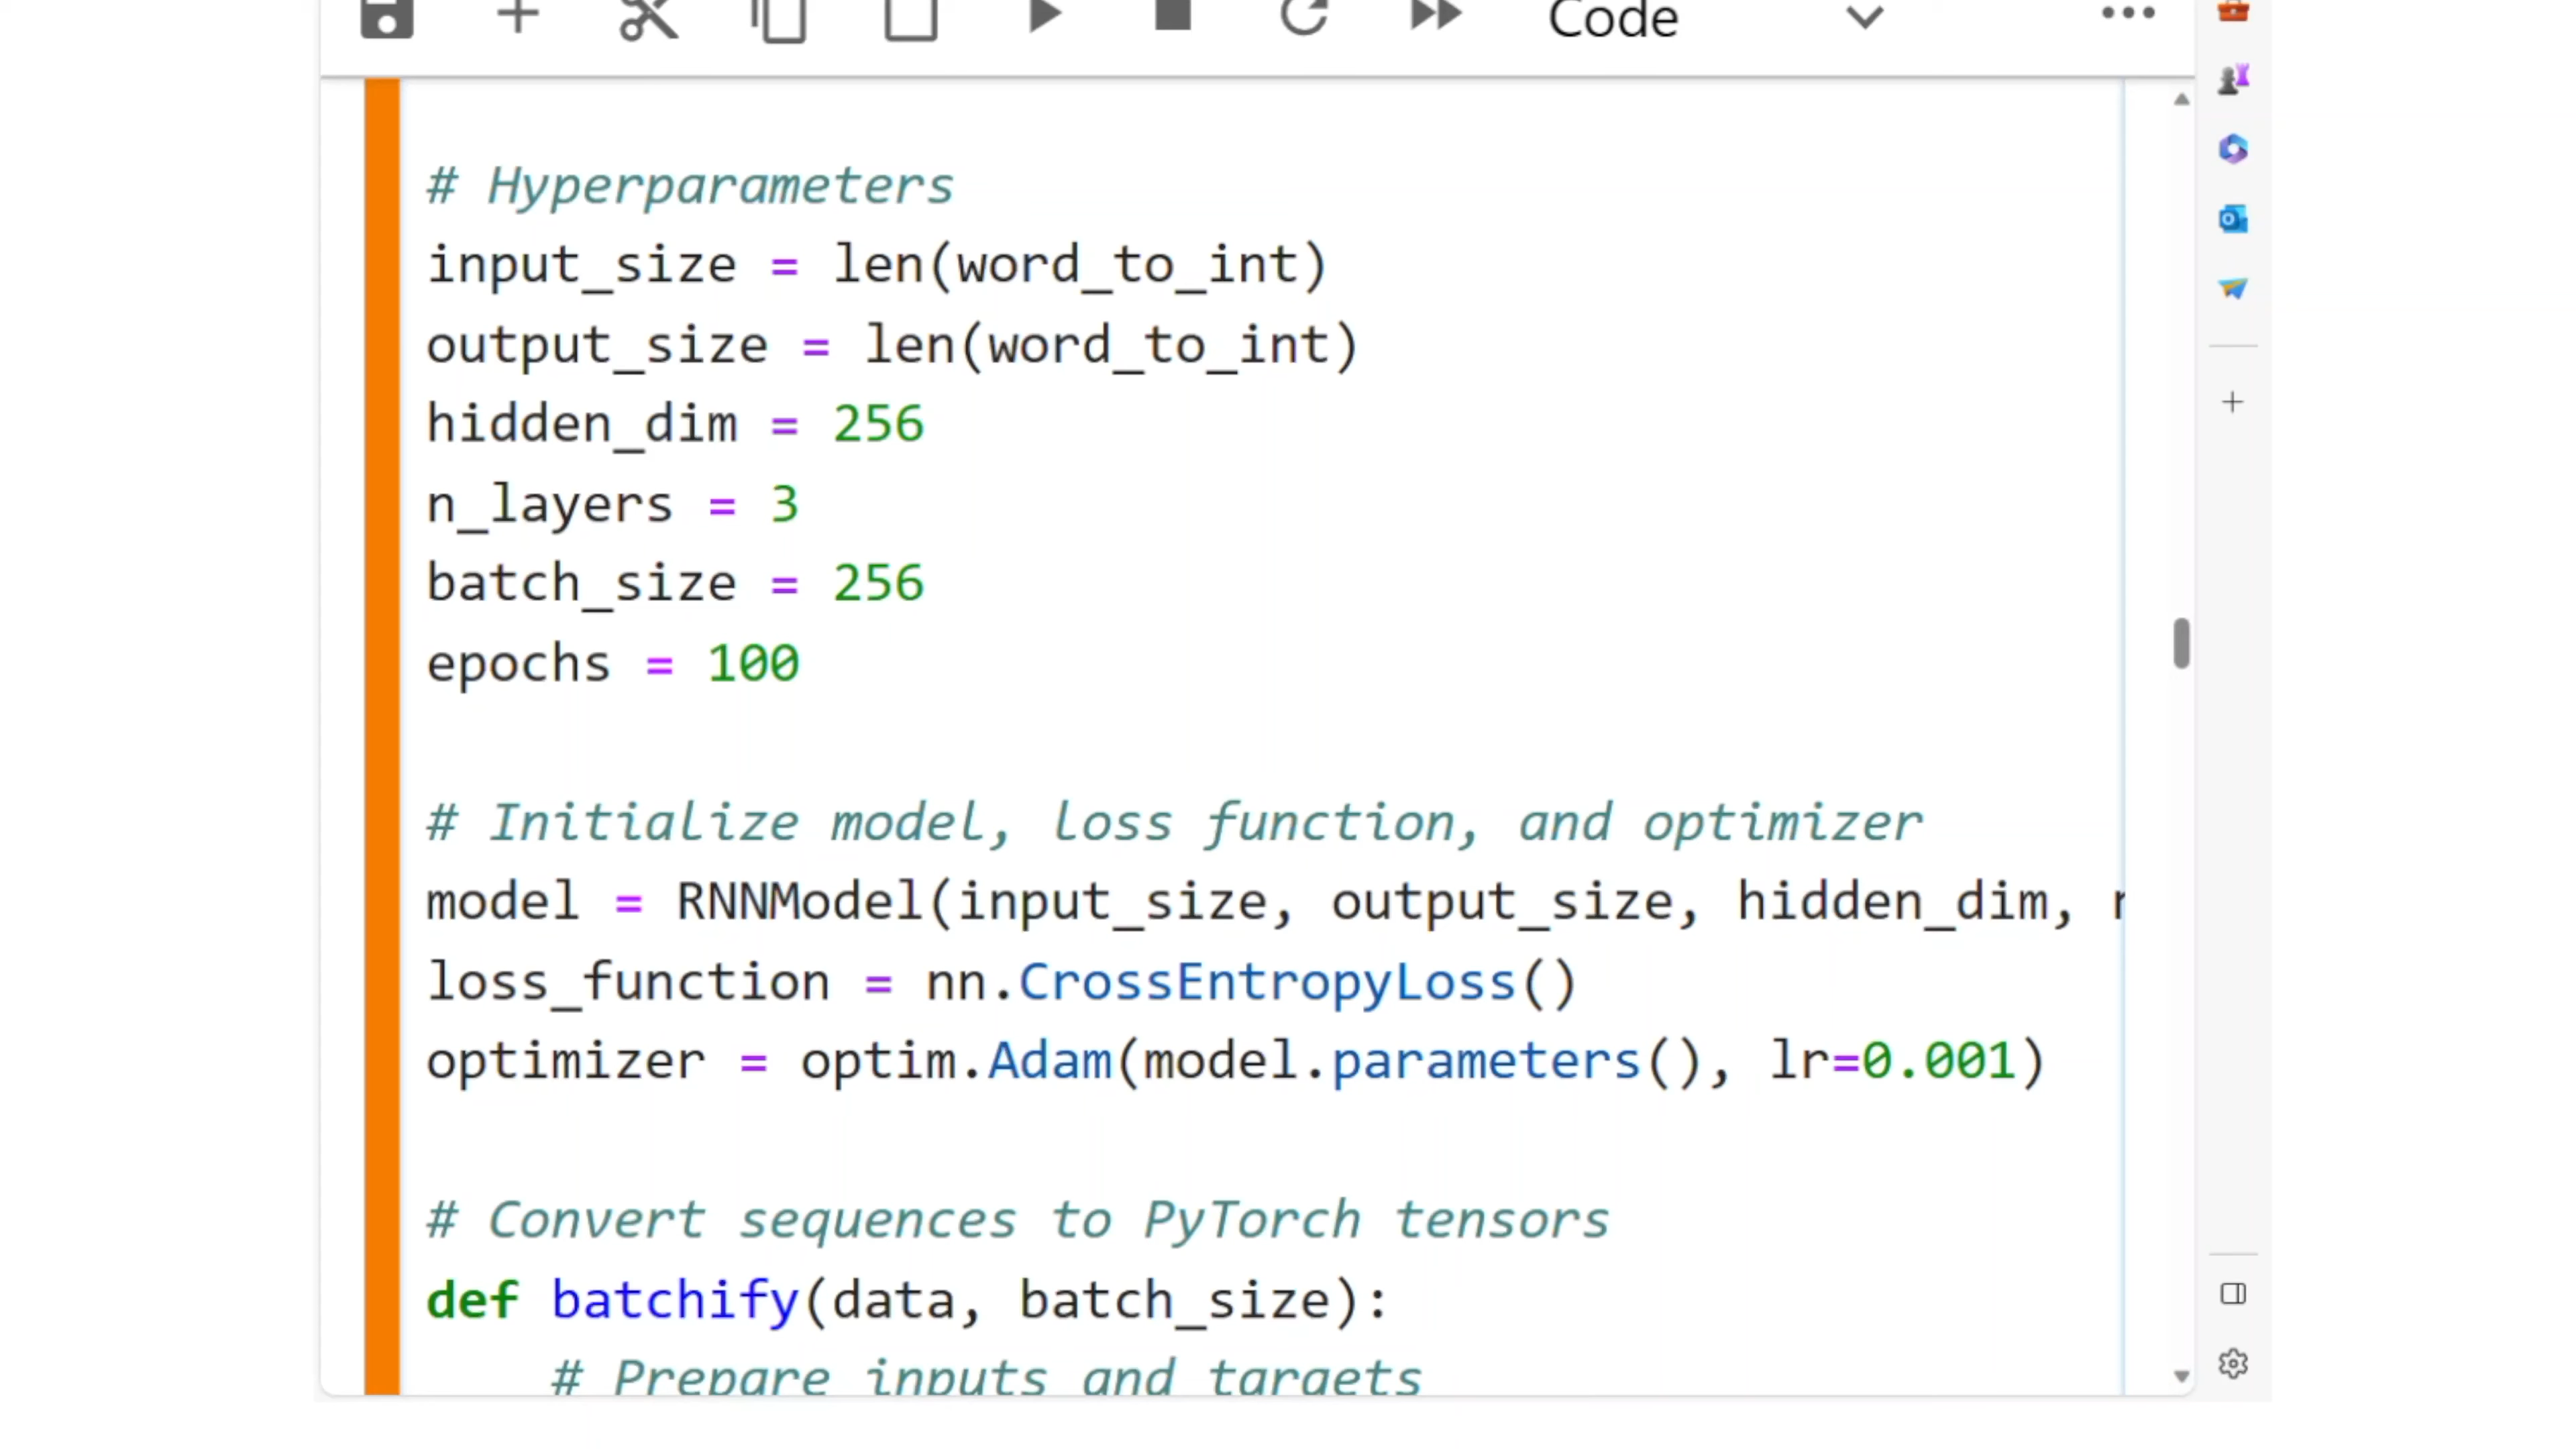 Code
# Hyperparameters
input_size = len(word_to_int)
output_size = len(word_to_int)
hidden_dim = 256
n_layers = 3
batch_size = 256
epochs = 100
# Initialize model, loss function, and optimizer
model = RNNModel(input_size, output_size, hidden_dim,
loss_function = nn.CrossEntropyLoss()
optimizer = optim.Adam(model.parameters(), lr=0.001)
# Convert sequences to PyTorch tensors
def batchify(data, batch_size):
# Prepare inputs and targets